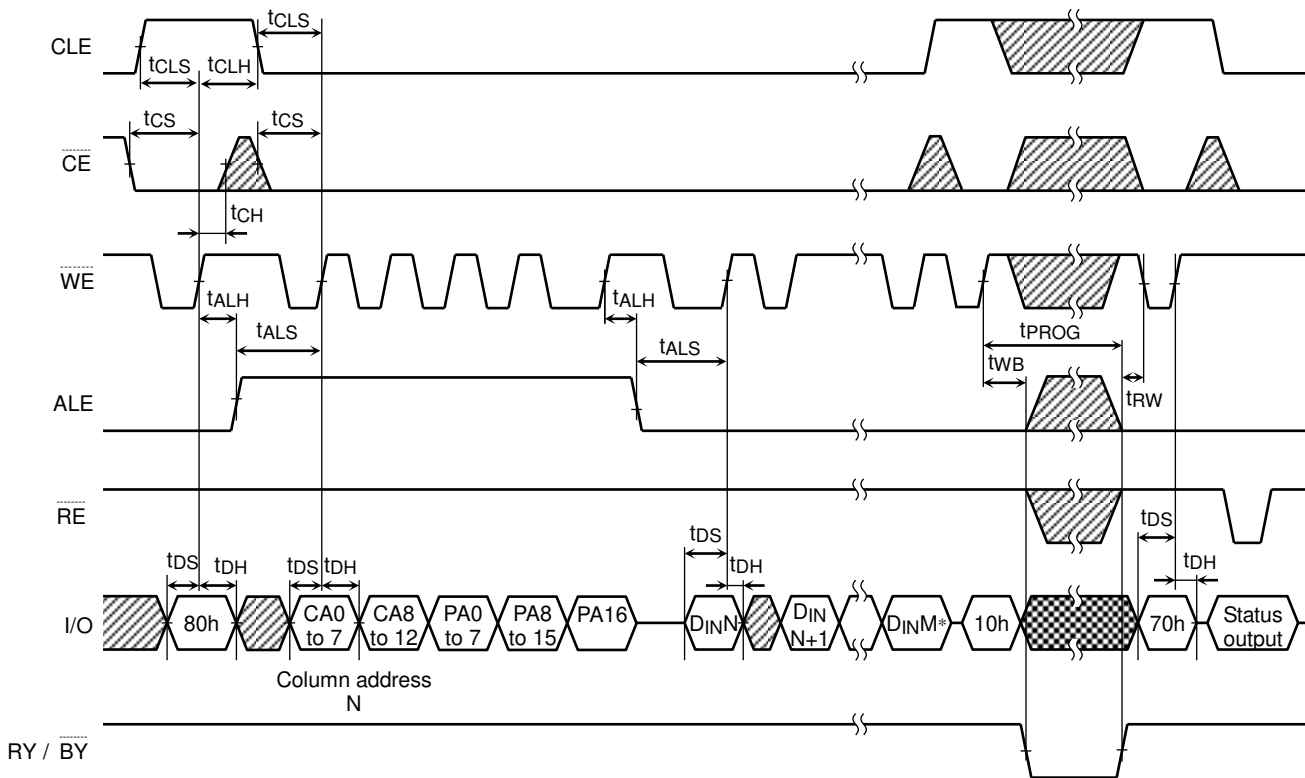 tCLS
CLE
tCLS tCLH
tCS tCS
CE
tCH
WE
tALH tALH
tALS tPROG
tALS tWB
ALE tRW
RE
tDS tDS
tDS tDH tDS tDH tDH tDH
I/O 80h CA0 to 7 CA8 to 12 PA0 to 7 PA8 to 15 PA16 DINN DIN N+1 DINM* 10h 70h Status output
Column address
N
RY / BY